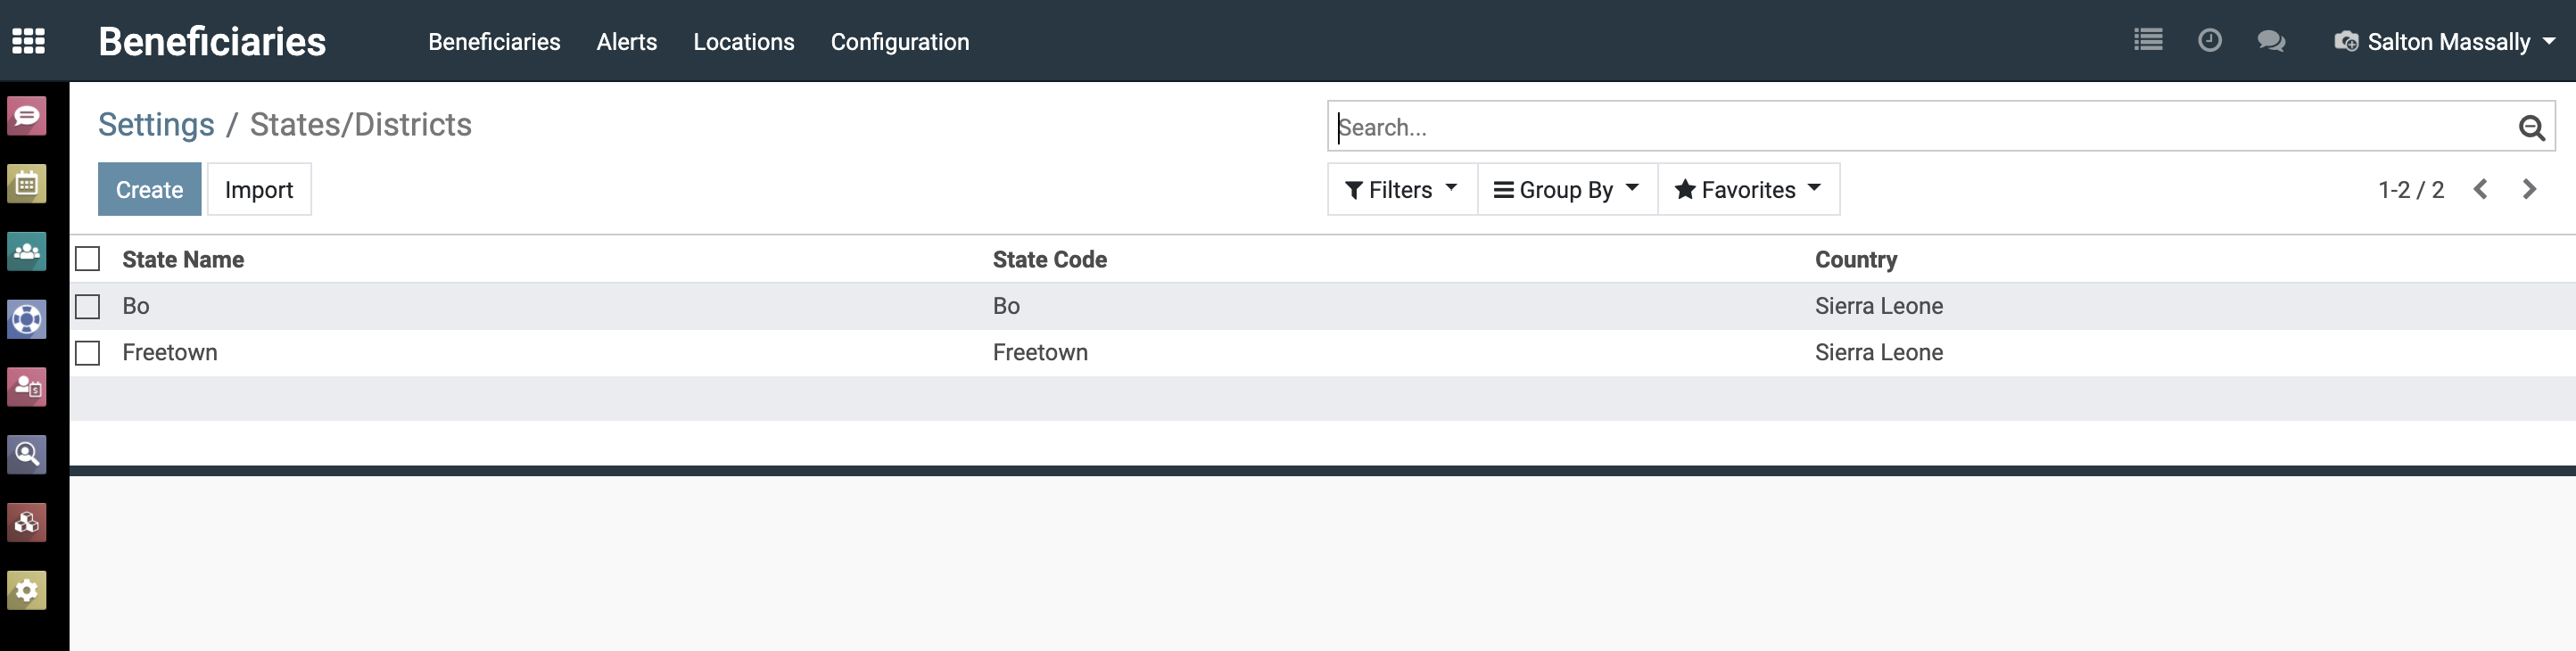 Beneficiaries Beneficiaries Alerts Locations Configuration Salton Massally
Settings / States/Districts
Search...
Create Import Filters Group By Favorites 1-2 / 2
State Name State Code Country
Bo Bo Sierra Leone
Freetown Freetown Sierra Leone